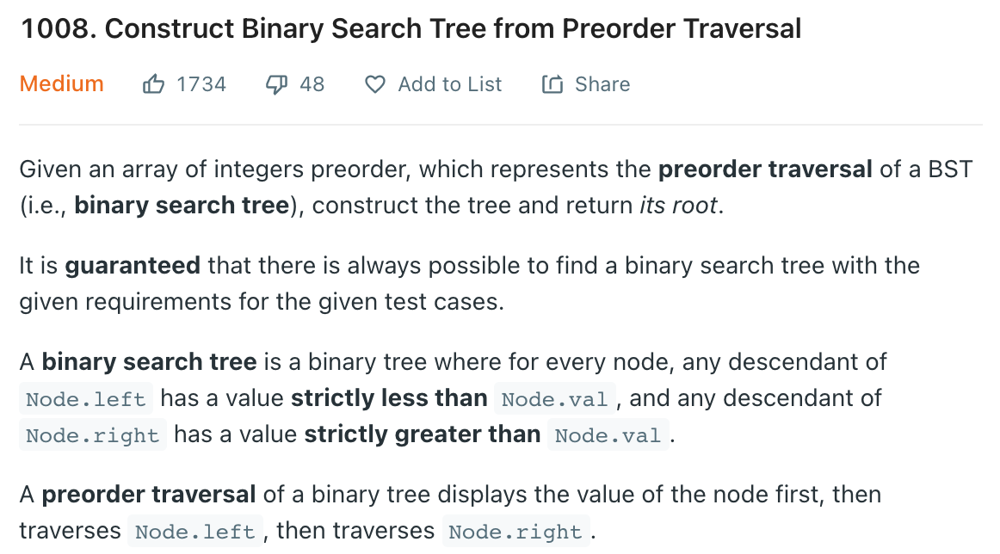 1008. Construct Binary Search Tree from Preorder Traversal
Medium 1734 48 Add to List Share
Given an array of integers preorder, which represents the preorder traversal of a BST
(i.e., binary search tree), construct the tree and return its root.
It is guaranteed that there is always possible to find a binary search tree with the
given requirements for the given test cases.
A binary search tree is a binary tree where for every node, any descendant of
Node.left has a value strictly less than Node.val, and any descendant of
Node.right has a value strictly greater than Node.val.
A preorder traversal of a binary tree displays the value of the node first, then
traverses Node.left, then traverses Node.right.